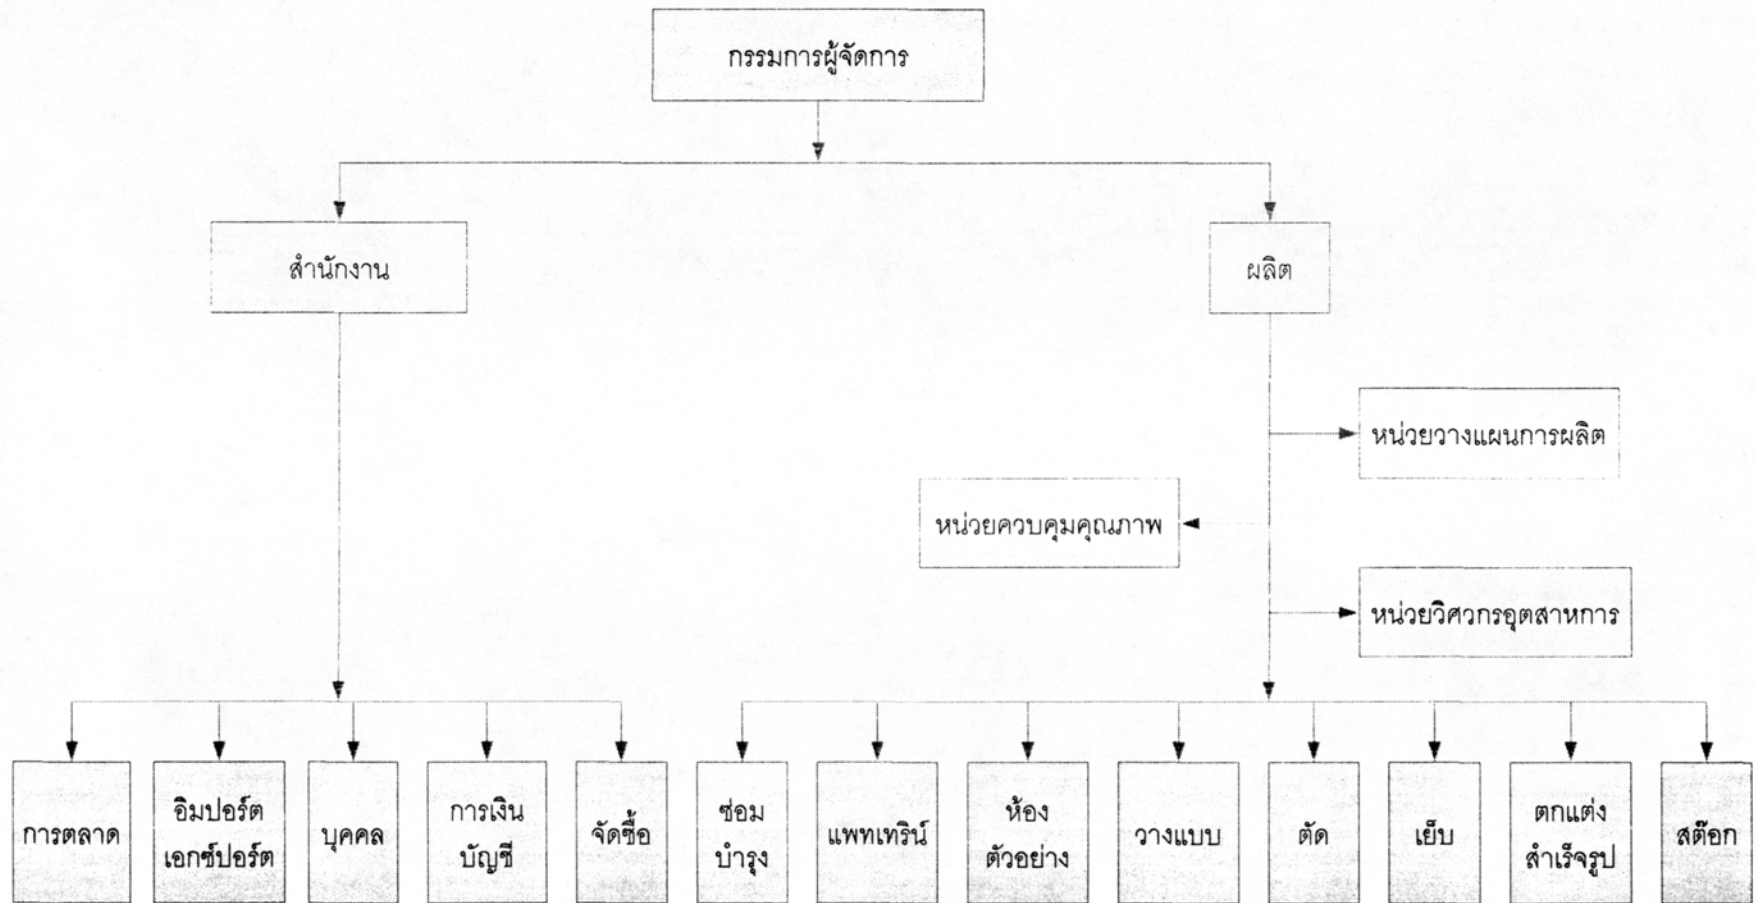 กรรมการผู้จัดการ
สำนักงาน
ผลิต
หน่วยวางแผนการผลิต
หน่วยควบคุมคุณภาพ
หน่วยวิศวกรอุตสาหการ
การตลาด
อิมปอร์ต
เอกซ์ปอร์ต
บุคคล
การเงิน
บัญชี
จัดซื้อ
ซ่อม
บำรุง
แพทเทริน์
ห้อง
ตัวอย่าง
วางแบบ
ตัด
เย็บ
ตกแต่ง
สำเร็จรูป
สต๊อก